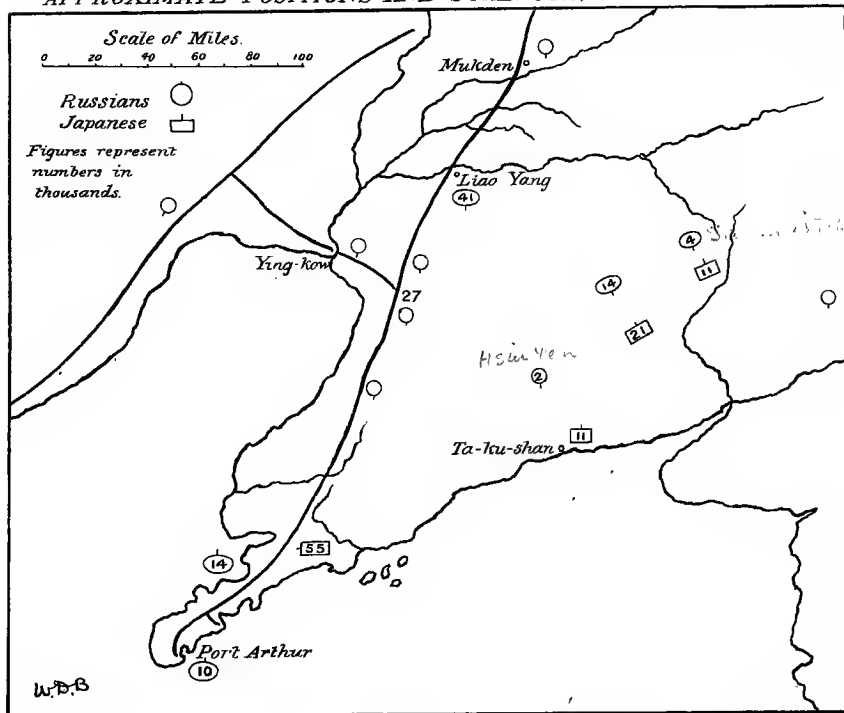 Scale of Miles.
0 20 40 60 80 100
Russians
Japanese
Figures represent
numbers in
thousands.
Mukden
Liao Yang
41
4
11
Ying-kow
27
14
21
Hsiu Yen
2
11
Ta-ku-shan
55
14
Port Arthur
10
W.D.B